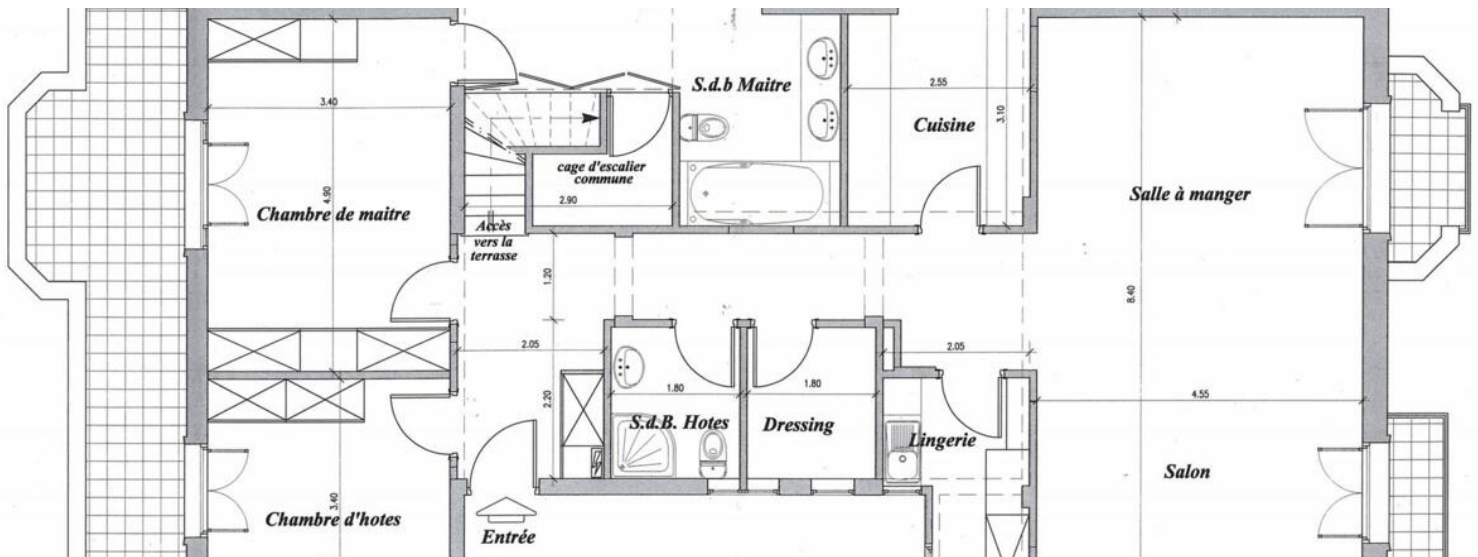 S.d.b Maitre
2.55
3.40
3.10
Cuisine
cage d'escalier
commune
4.90
Chambre de maitre
2.90
Salle à manger
Accès
vers la
terrasse
1.20
8.40
2.05
2.05
1.80
1.80
4.55
2.20
S.d.B. Hotes
Dressing
Lingerie
Salon
3.40
Chambre d'hotes
Entrée